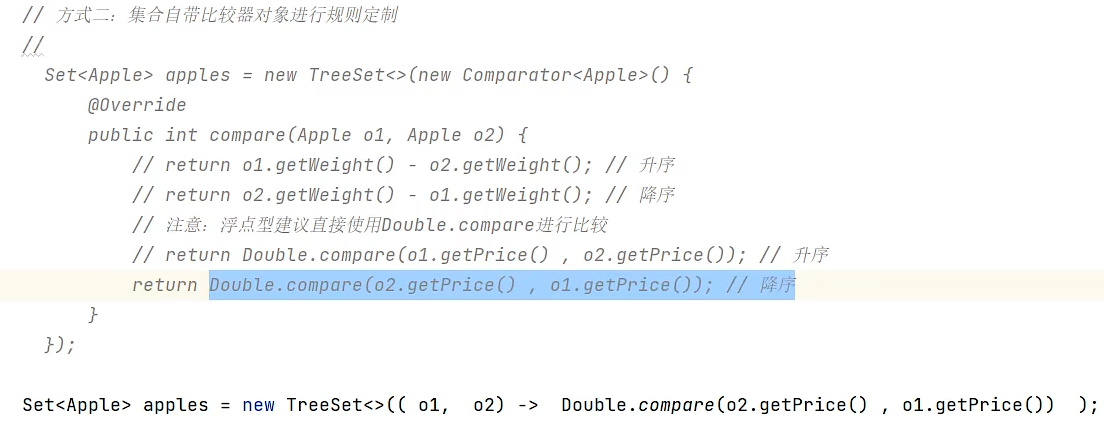 // 方式二：集合自带比较器对象进行规则定制
//
Set<Apple> apples = new TreeSet<>(new Comparator<Apple>() {
@Override
public int compare(Apple o1, Apple o2) {
// return o1.getWeight() - o2.getWeight(); // 升序
// return o2.getWeight() - o1.getWeight(); // 降序
// 注意：浮点型建议直接使用Double.compare进行比较
// return Double.compare(o1.getPrice() , o2.getPrice()); // 升序
return Double.compare(o2.getPrice() , o1.getPrice()); // 降序
}
});
Set<Apple> apples = new TreeSet<>(( o1,  o2) ->  Double.compare(o2.getPrice() , o1.getPrice())  );